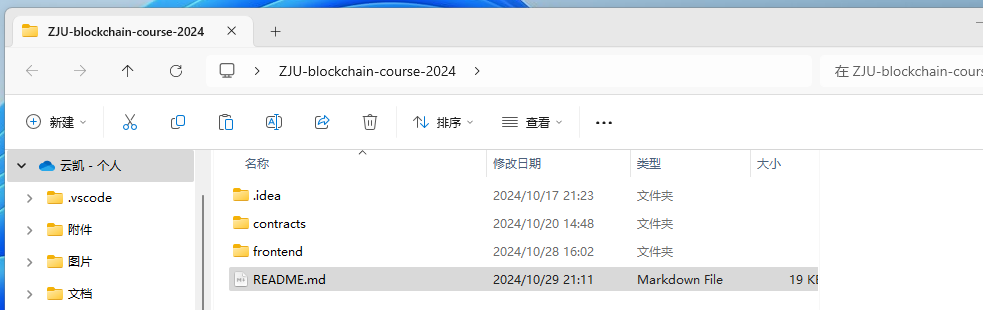 ZJU-blockchain-course-2024
ZJU-blockchain-course-2024
在 ZJU-blockchain-cours
新建
排序
查看
云凯 - 个人
.vscode
附件
图片
文档
名称 修改日期 类型 大小
.idea 2024/10/17 21:23 文件夹
contracts 2024/10/20 14:48 文件夹
frontend 2024/10/28 16:02 文件夹
README.md 2024/10/29 21:11 Markdown File 19 KB